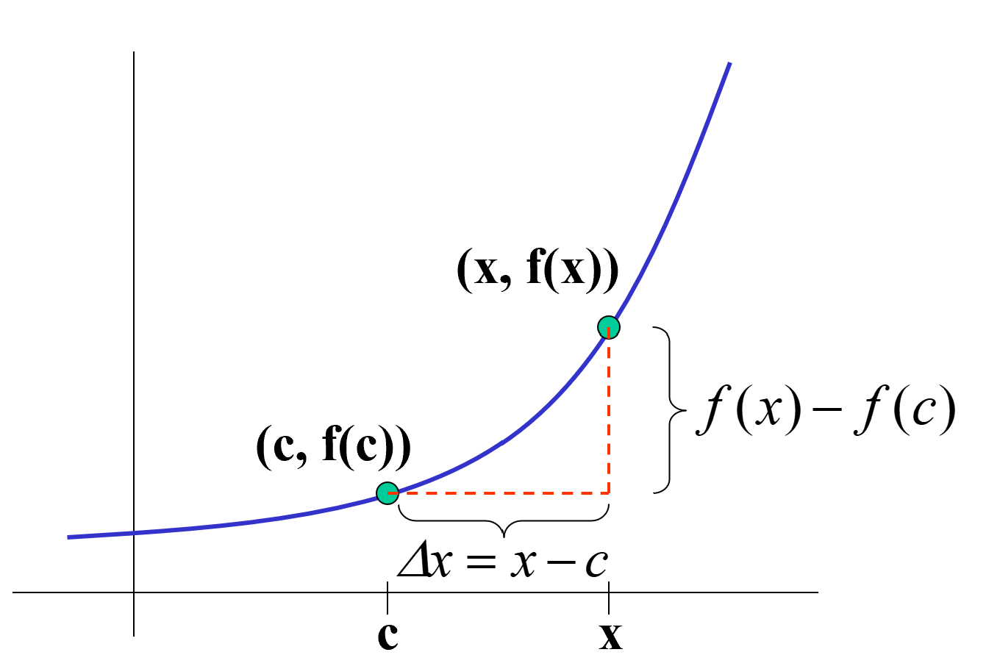 (x, f(x))
f(x) − f(c)
(c, f(c))
Δx = x − c
c
x